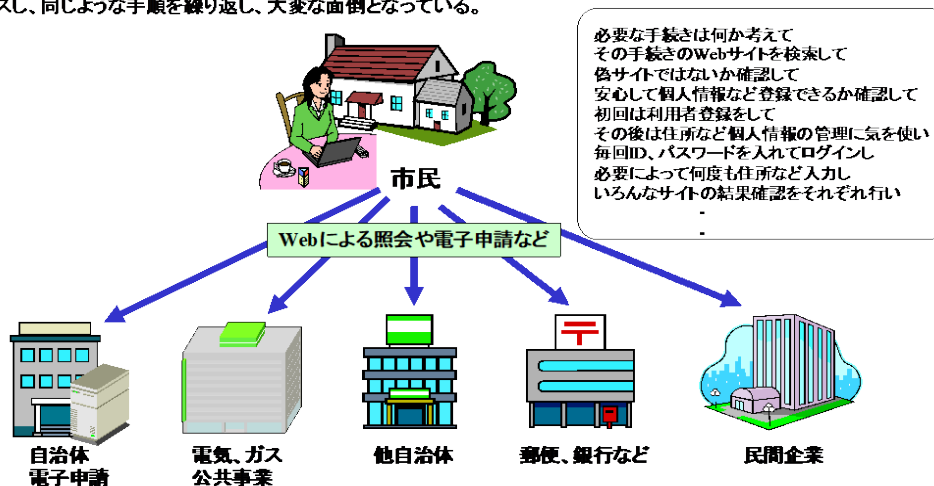 スし、同じような手順を繰り返し、大変な面倒となっている。
必要な手続きは何か考えて
その手続きのWebサイトを検索して
偽サイトではないか確認して
安心して個人情報など登録できるか確認して
初回は利用者登録をして
その後は住所など個人情報の管理に気を使い
毎回ID、パスワードを入れてログインし
必要によって何度も住所など入力し
いろんなサイトの結果確認をそれぞれ行い
-
-
市民
Webによる照会や電子申請など
〒
自治体
電子申請
電気、ガス
公共事業
他自治体
郵便、銀行など
民間企業